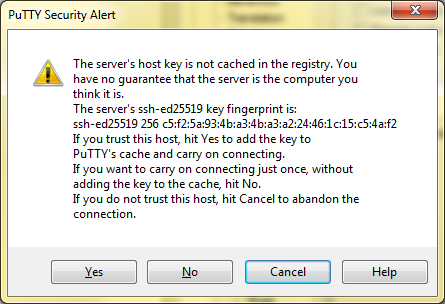 PuTTY Security Alert
The server's host key is not cached in the registry. You
have no guarantee that the server is the computer you
think it is.
The server's ssh-ed25519 key fingerprint is:
ssh-ed25519 256 c5:f2:5a:93:4b:a3:4b:a3:a2:24:46:1c:15:c5:4a:f2
If you trust this host, hit Yes to add the key to
PuTTY's cache and carry on connecting.
If you want to carry on connecting just once, without
adding the key to the cache, hit No.
If you do not trust this host, hit Cancel to abandon the
connection.
Yes
No
Cancel
Help